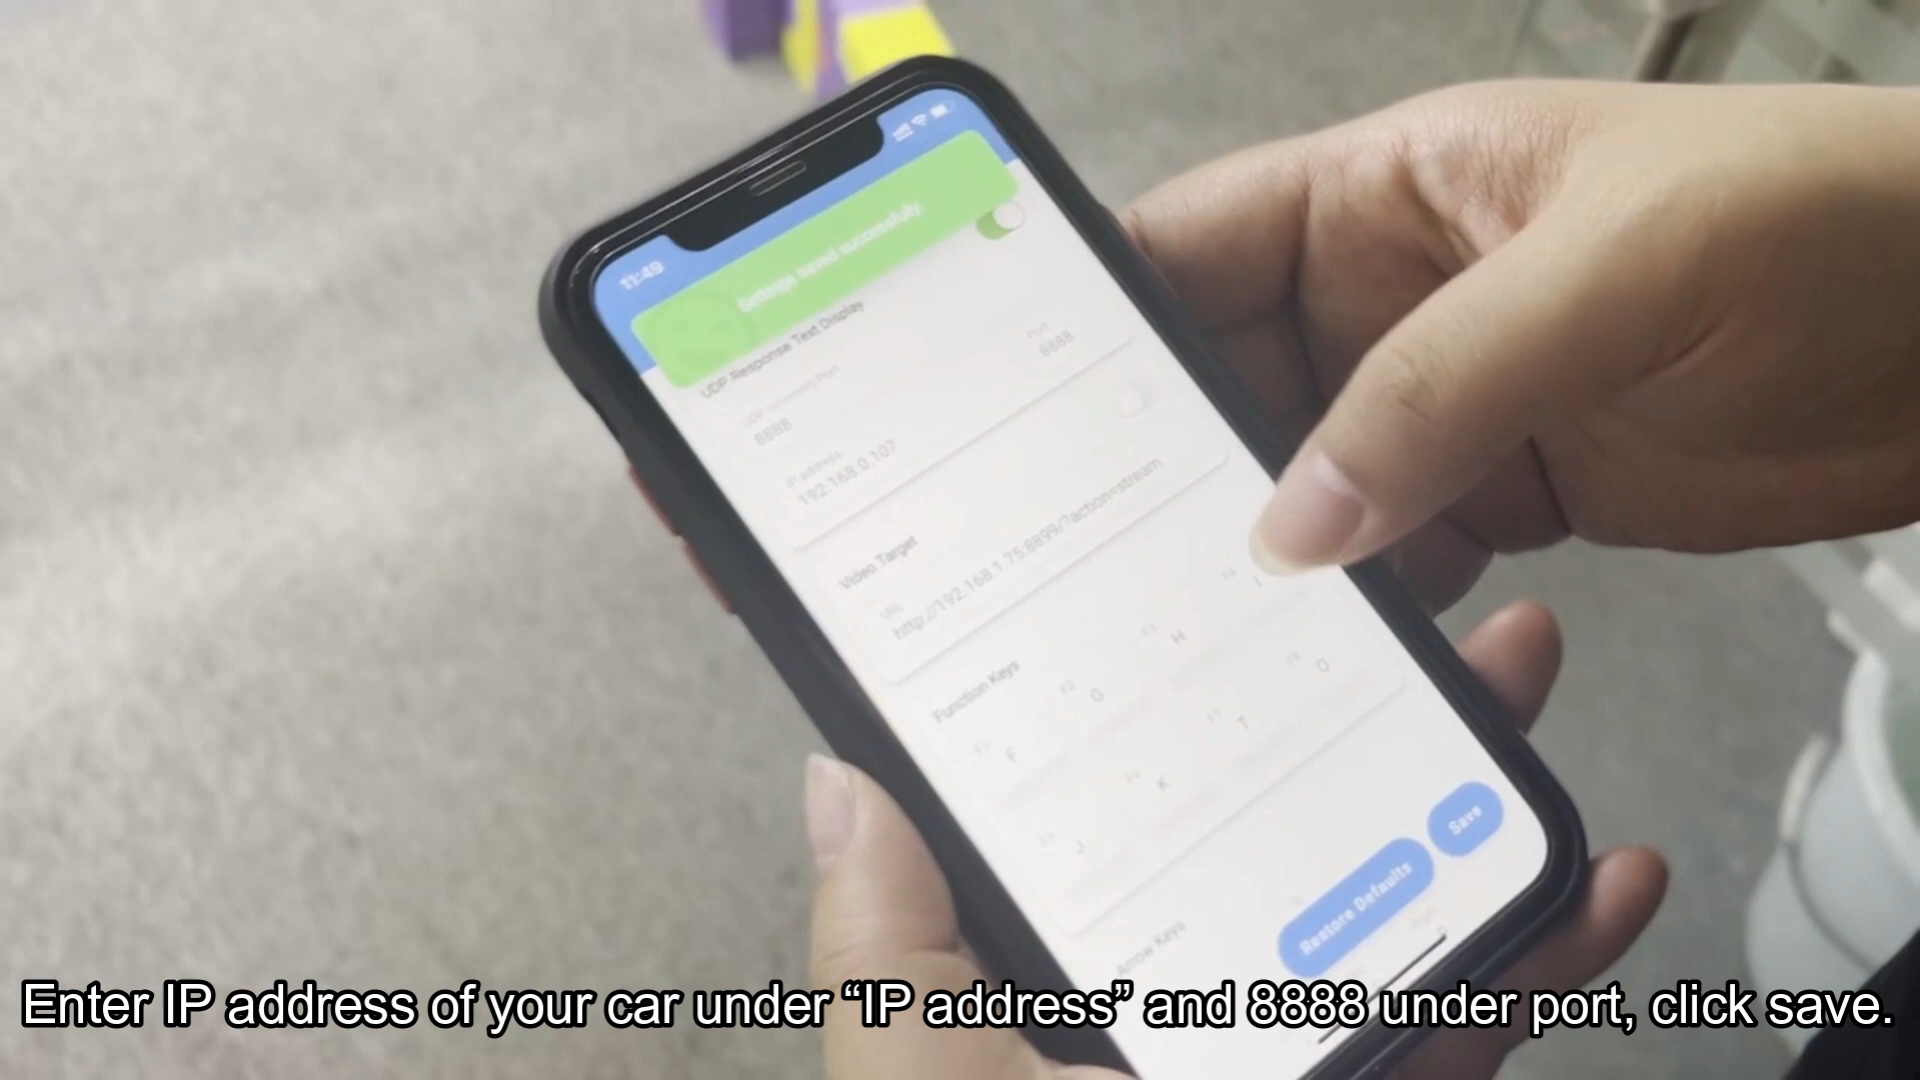 11:49
Settings saved successfully.
UDP Response Text Display
UDP Receiving Port
8888
IP address
192.168.0.107
Port
8888
Video Target
URL
http://192.168.1.75:8899/?action=stream
Function Keys
F
G
H
I
J
K
T
O
Arrow Keys
Restore Defaults
Save
Enter IP address of your car under “IP address” and 8888 under port, click save.